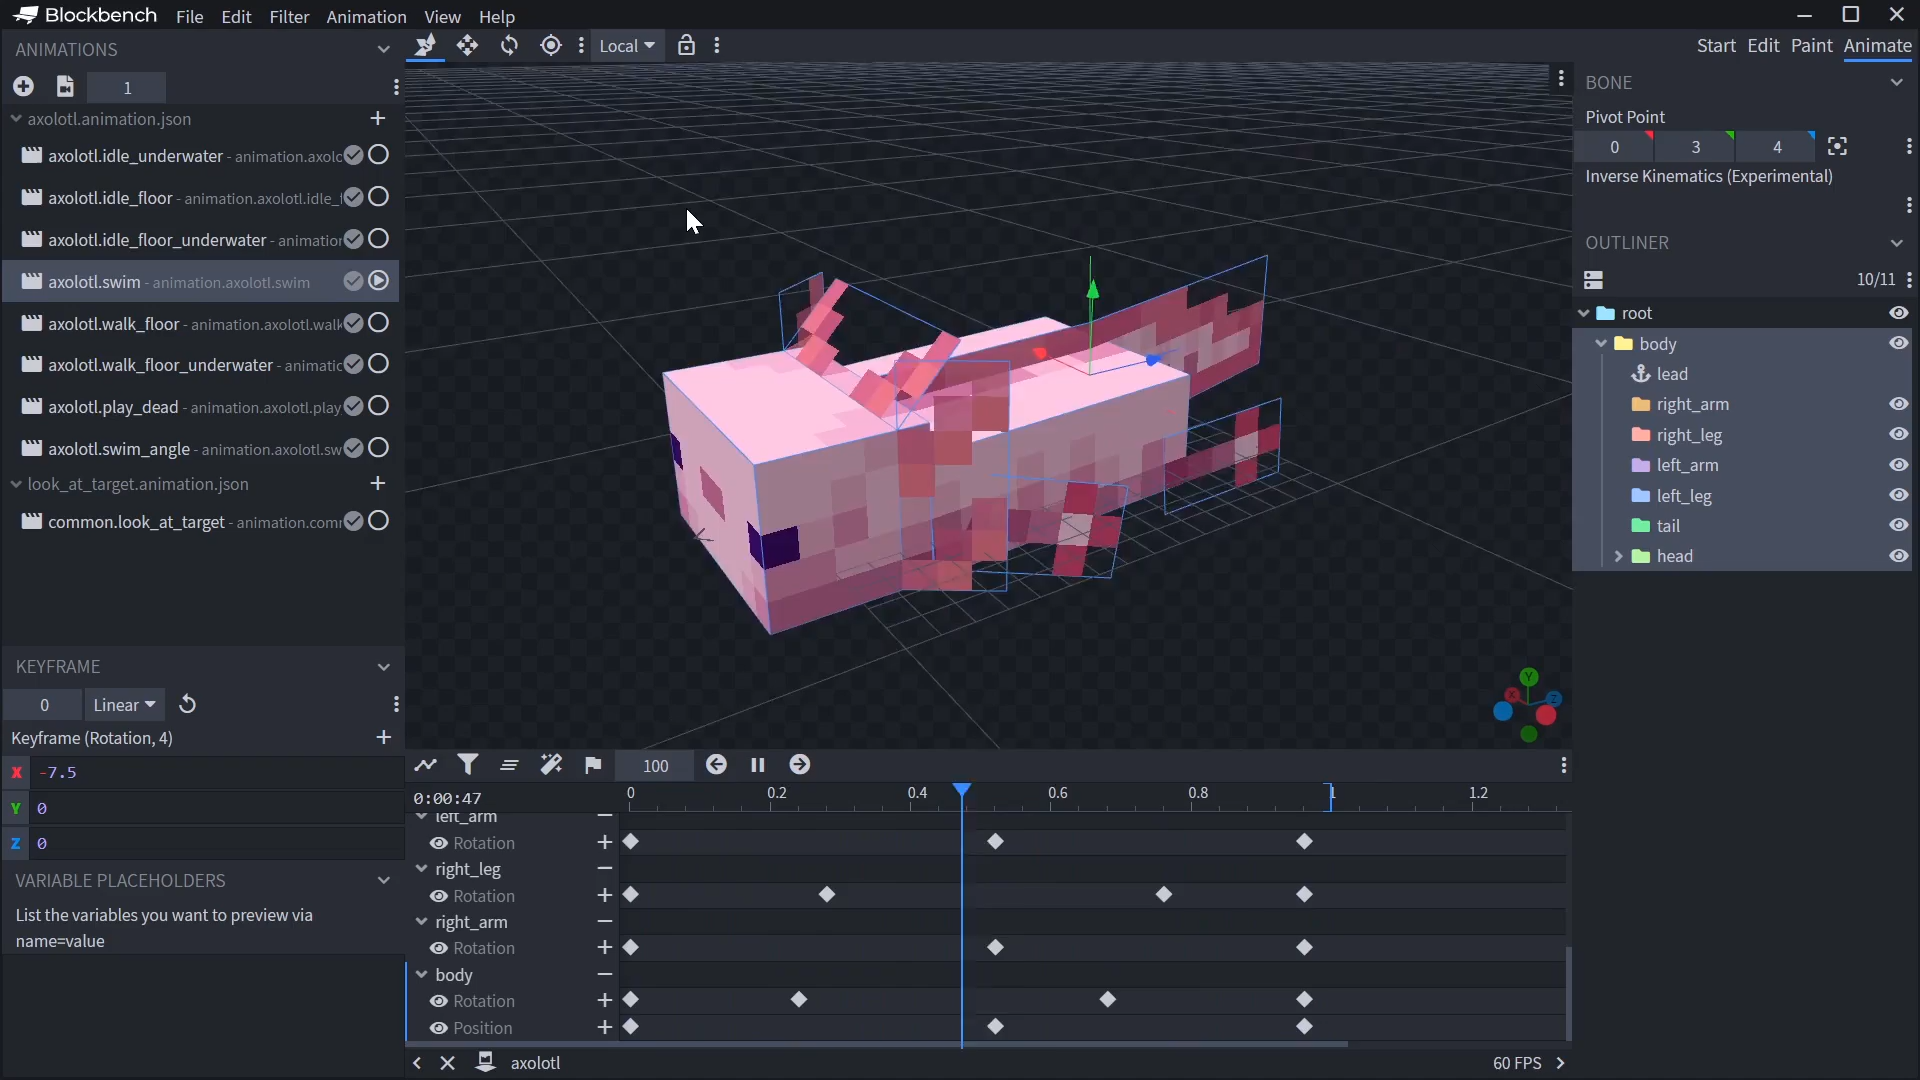 Blockbench File Edit Filter Animation View Help
ANIMATIONS
1
axolotl.animation.json
axolotl.idle_underwater - animation.axolo
axolotl.idle_floor - animation.axolotl.idle_f
axolotl.idle_floor_underwater - animation
axolotl.swim - animation.axolotl.swim
axolotl.walk_floor - animation.axolotl.walk
axolotl.walk_floor_underwater - animatic
axolotl.play_dead - animation.axolotl.play
axolotl.swim_angle - animation.axolotl.sw
look_at_target.animation.json
common.look_at_target - animation.com
KEYFRAME
0 Linear
Keyframe (Rotation, 4)
X -7.5
Y 0
Z 0
VARIABLE PLACEHOLDERS
List the variables you want to preview via
name=value
Local
Start Edit Paint Animate
BONE
Pivot Point
0 3 4
Inverse Kinematics (Experimental)
OUTLINER
10/11
root
body
lead
right_arm
right_leg
left_arm
left_leg
tail
head
Y
X
Z
100
0:00:47
0 0.2 0.4 0.6 0.8 1 1.2
left_arm
Rotation
right_leg
Rotation
right_arm
Rotation
body
Rotation
Position
axolotl
60 FPS